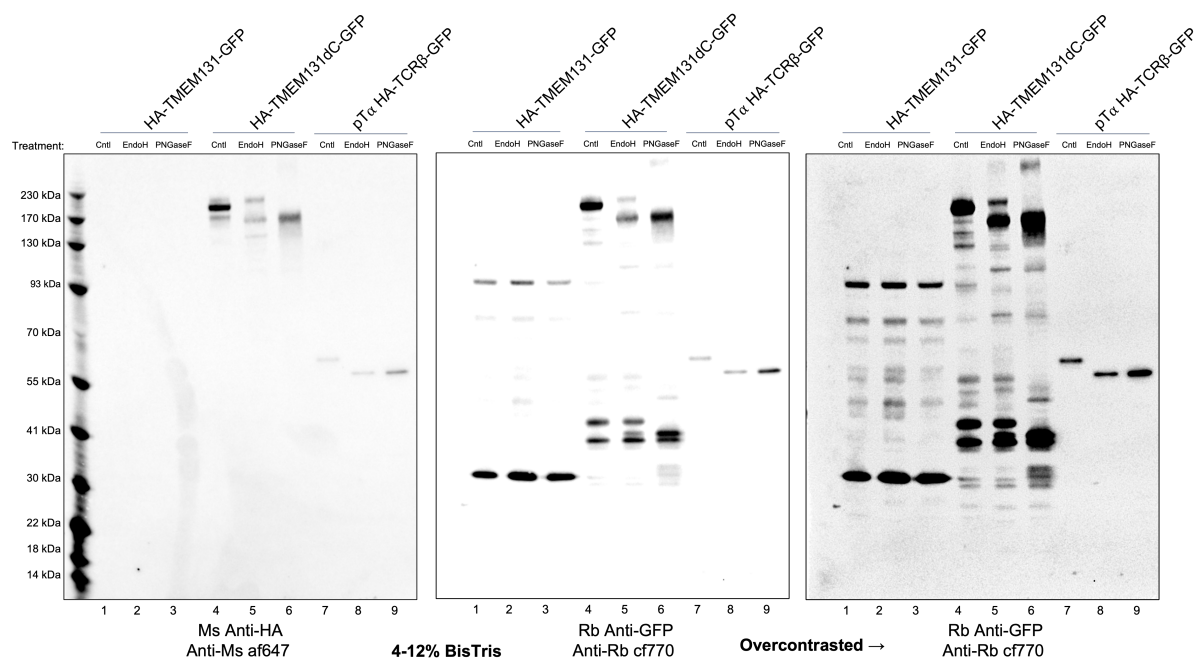 HA-TMEM131-GFP
HA-TMEM131dC-GFP
pTα HA-TCRβ-GFP
HA-TMEM131-GFP
HA-TMEM131dC-GFP
pTα HA-TCRβ-GFP
HA-TMEM131-GFP
HA-TMEM131dC-GFP
pTα HA-TCRβ-GFP
Treatment: Cntl EndoH PNGaseF Cntl EndoH PNGaseF Cntl EndoH PNGaseF Cntl EndoH PNGaseF Cntl EndoH PNGaseF Cntl EndoH PNGaseF Cntl EndoH PNGaseF Cntl EndoH PNGaseF Cntl EndoH PNGaseF
230 kDa
170 kDa
130 kDa
93 kDa
70 kDa
55 kDa
41 kDa
30 kDa
22 kDa
18 kDa
14 kDa
1 2 3 4 5 6 7 8 9 1 2 3 4 5 6 7 8 9 1 2 3 4 5 6 7 8 9
Ms Anti-HA
Anti-Ms af647
4-12% BisTris
Rb Anti-GFP
Anti-Rb cf770
Overcontrasted →
Rb Anti-GFP
Anti-Rb cf770